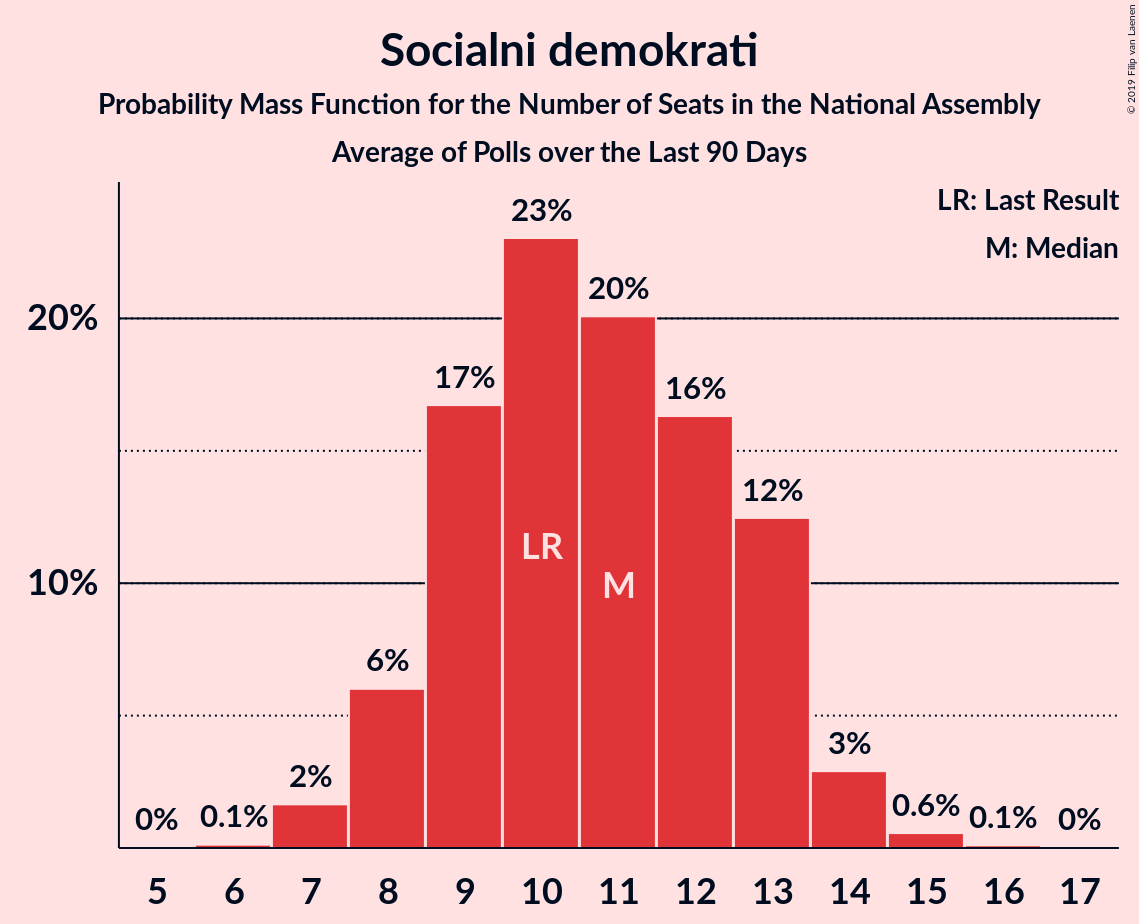 Socialni demokrati
Probability Mass Function for the Number of Seats in the National Assembly
Average of Polls over the Last 90 Days
© 2019 Filip van Laenen
LR: Last Result
M: Median
23%
20%
20%
17%
16%
12%
LR
M
10%
6%
3%
2%
0%
0.1%
0.6%
0.1%
0%
5 6 7 8 9 10 11 12 13 14 15 16 17